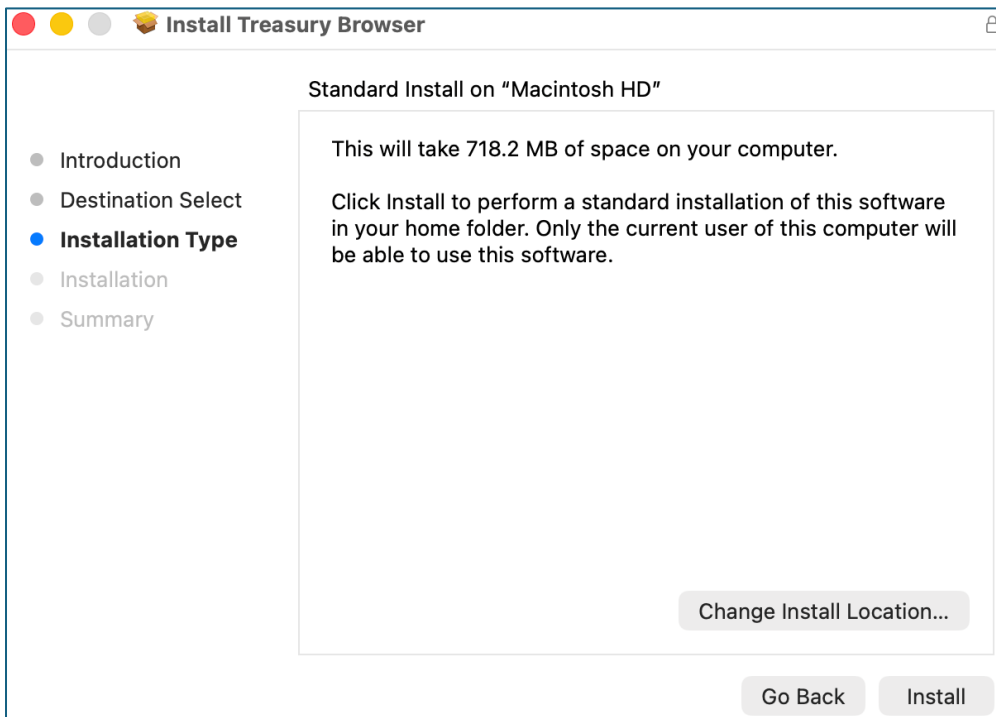 Install Treasury Browser
Standard Install on “Macintosh HD”
Introduction
Destination Select
Installation Type
Installation
Summary
This will take 718.2 MB of space on your computer.
Click Install to perform a standard installation of this software
in your home folder. Only the current user of this computer will
be able to use this software.
Change Install Location...
Go Back
Install